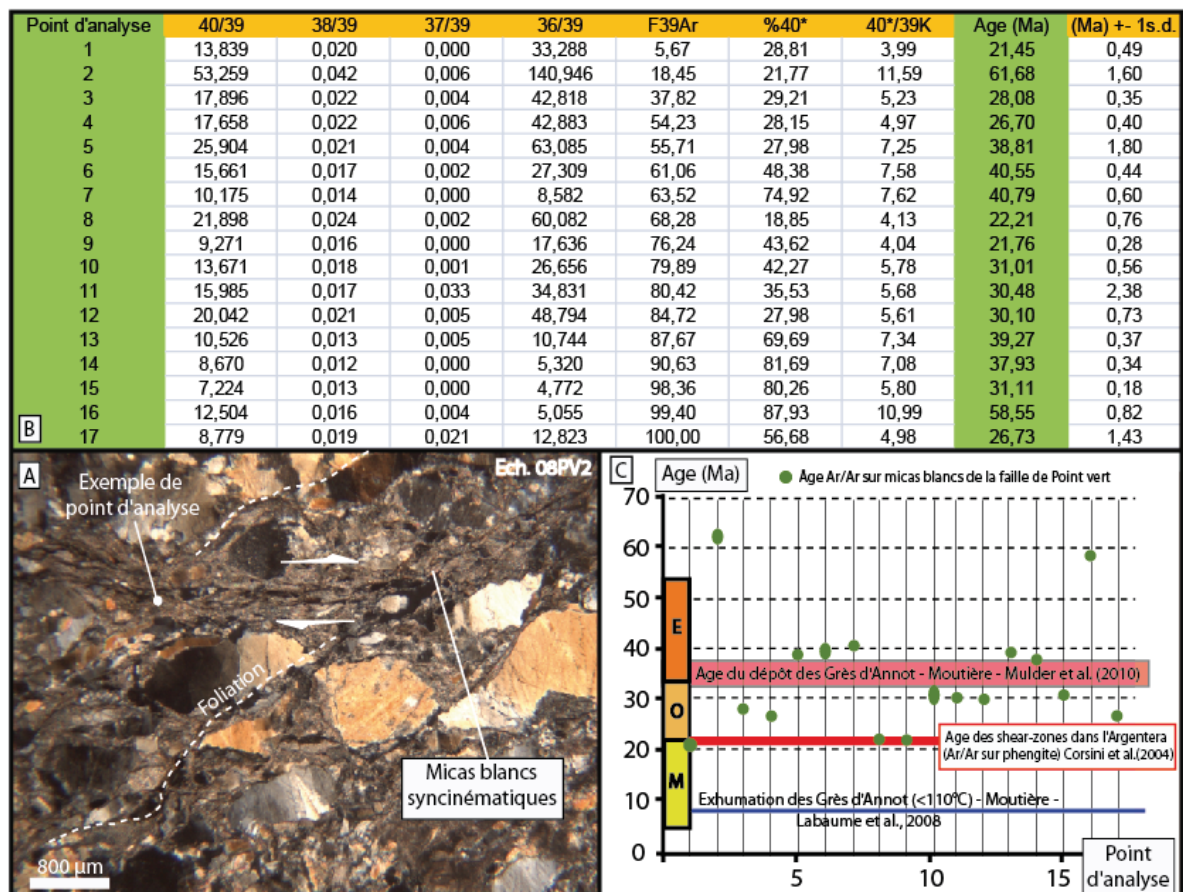 Point d'analyse 40/39 38/39 37/39 36/39 F39Ar %40* 40*/39K Age (Ma) (Ma) +- 1s.d.
1 13,839 0,020 0,000 33,288 5,67 28,81 3,99 21,45 0,49
2 53,259 0,042 0,006 140,946 18,45 21,77 11,59 61,68 1,60
3 17,896 0,022 0,004 42,818 37,82 29,21 5,23 28,08 0,35
4 17,658 0,022 0,006 42,883 54,23 28,15 4,97 26,70 0,40
5 25,904 0,021 0,004 63,085 55,71 27,98 7,25 38,81 1,80
6 15,661 0,017 0,002 27,309 61,06 48,38 7,58 40,55 0,44
7 10,175 0,014 0,000 8,582 63,52 74,92 7,62 40,79 0,60
8 21,898 0,024 0,002 60,082 68,28 18,85 4,13 22,21 0,76
9 9,271 0,016 0,000 17,636 76,24 43,62 4,04 21,76 0,28
10 13,671 0,018 0,001 26,656 79,89 42,27 5,78 31,01 0,56
11 15,985 0,017 0,033 34,831 80,42 35,53 5,68 30,48 2,38
12 20,042 0,021 0,005 48,794 84,72 27,98 5,61 30,10 0,73
13 10,526 0,013 0,005 10,744 87,67 69,69 7,34 39,27 0,37
14 8,670 0,012 0,000 5,320 90,63 81,69 7,08 37,93 0,34
15 7,224 0,013 0,000 4,772 98,36 80,26 5,80 31,11 0,18
16 12,504 0,016 0,004 5,055 99,40 87,93 10,99 58,55 0,82
17 8,779 0,019 0,021 12,823 100,00 56,68 4,98 26,73 1,43
B
A
Ech. 08PV2
Exemple de
point d'analyse
Foliation
Micas blancs
syncinématiques
800 µm
C
Age (Ma)
Age Ar/Ar sur micas blancs de la faille de Point vert
70
60
50
E
40
Age du dépôt des Grès d'Annot - Moutière - Mulder et al. (2010)
30
O
Age des shear-zones dans l'Argentera
(Ar/Ar sur phengite) Corsini et al.(2004)
20
M
10
Exhumation des Grès d'Annot (<110°C) - Moutière -
Labaume et al., 2008
0
5 10 15
Point
d'analyse